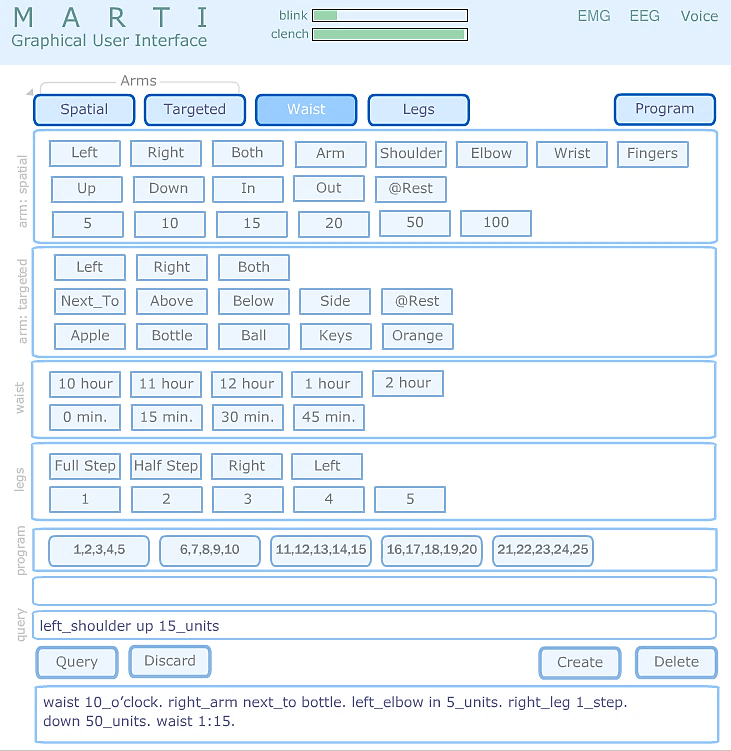 M A R T I
Graphical User Interface
blink
clench
EMG EEG Voice
Arms
Spatial Targeted Waist Legs Program
arm: spatial
Left Right Both Arm Shoulder Elbow Wrist Fingers
Up Down In Out @Rest
5 10 15 20 50 100
arm: targeted
Left Right Both
Next_To Above Below Side @Rest
Apple Bottle Ball Keys Orange
waist
10 hour 11 hour 12 hour 1 hour 2 hour
0 min. 15 min. 30 min. 45 min.
legs
Full Step Half Step Right Left
1 2 3 4 5
program
1,2,3,4,5 6,7,8,9,10 11,12,13,14,15 16,17,18,19,20 21,22,23,24,25
query
left_shoulder up 15_units
Query Discard Create Delete
waist 10_o’clock. right_arm next_to bottle. left_elbow in 5_units. right_leg 1_step.
down 50_units. waist 1:15.